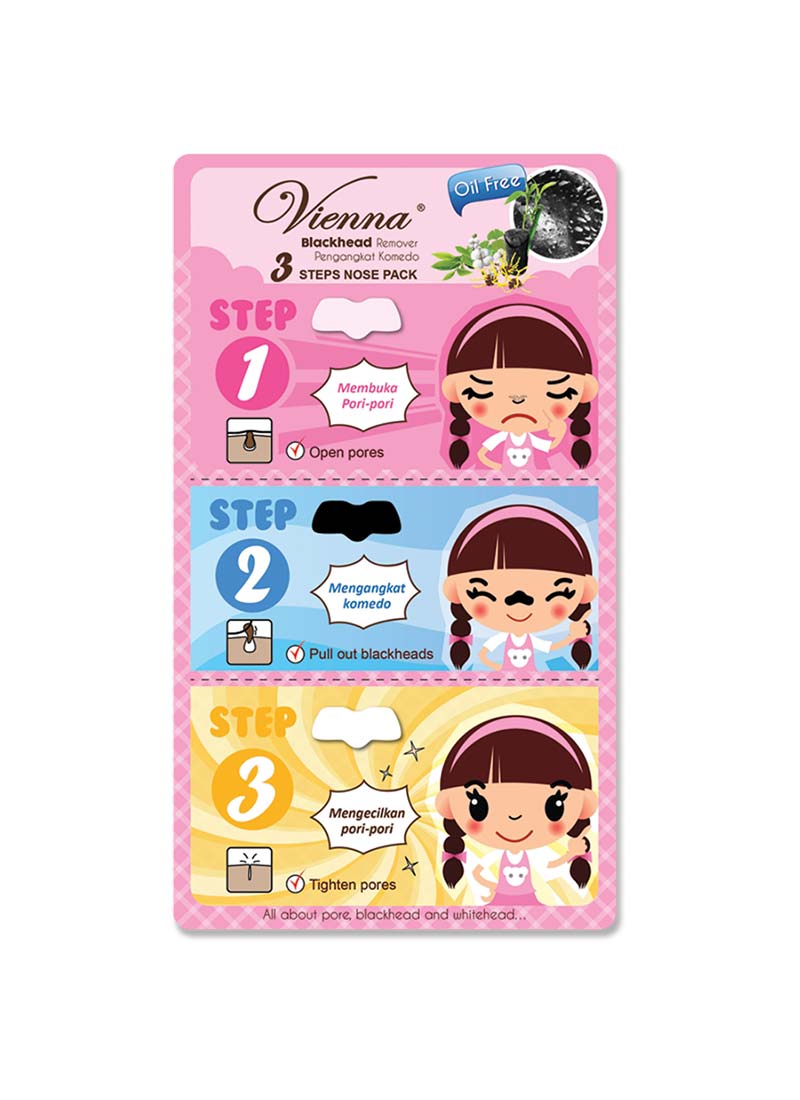 Vienna®
Oil Free
Blackhead Remover
Pengangkat Komedo
3 STEPS NOSE PACK
STEP
1
Membuka
Pori-pori
Open pores
STEP
2
Mengangkat
komedo
Pull out blackheads
STEP
3
Mengecilkan
pori-pori
Tighten pores
All about pore, blackhead and whitehead...